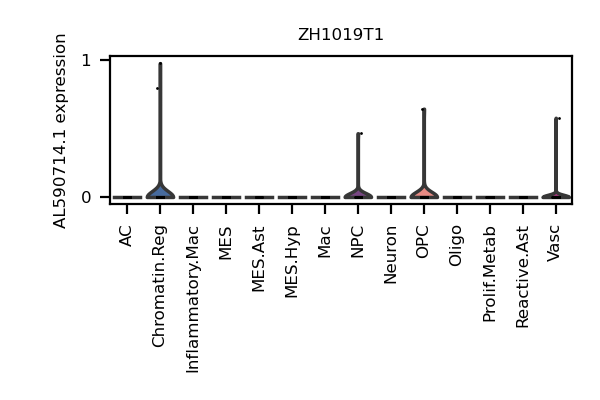 ZH1019T1
AL590714.1 expression
1
0
AC
Chromatin.Reg
Inflammatory.Mac
MES
MES.Ast
MES.Hyp
Mac
NPC
Neuron
OPC
Oligo
Prolif.Metab
Reactive.Ast
Vasc